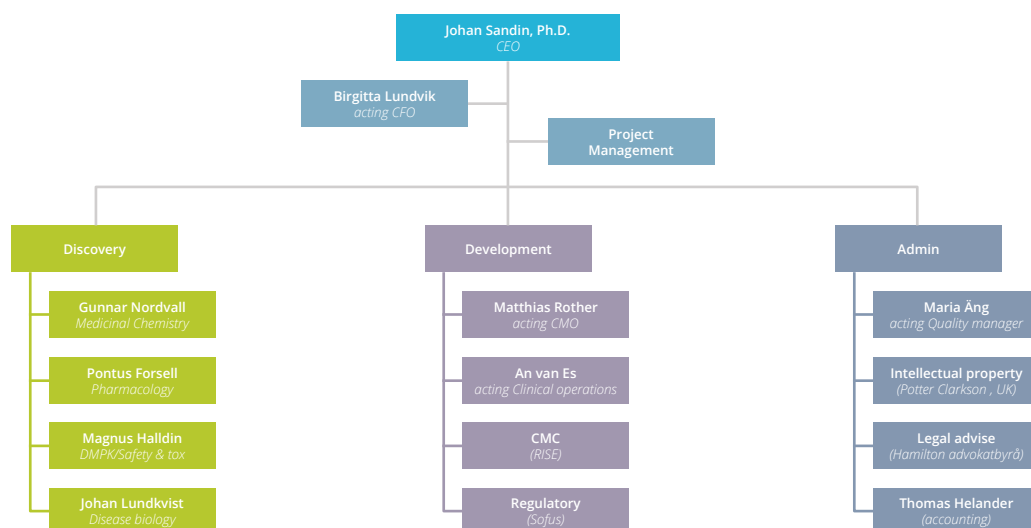 Johan Sandin, Ph.D.
CEO
Birgitta Lundvik
acting CFO
Project
Management
Discovery
Gunnar Nordvall
Medicinal Chemistry
Pontus Forsell
Pharmacology
Magnus Halldin
DMPK/Safety & tox
Johan Lundkvist
Disease biology
Development
Matthias Rother
acting CMO
An van Es
acting Clinical operations
CMC
(RISE)
Regulatory
(Sofus)
Admin
Maria Äng
acting Quality manager
Intellectual property
(Potter Clarkson , UK)
Legal advise
(Hamilton advokatbyrå)
Thomas Helander
(accounting)